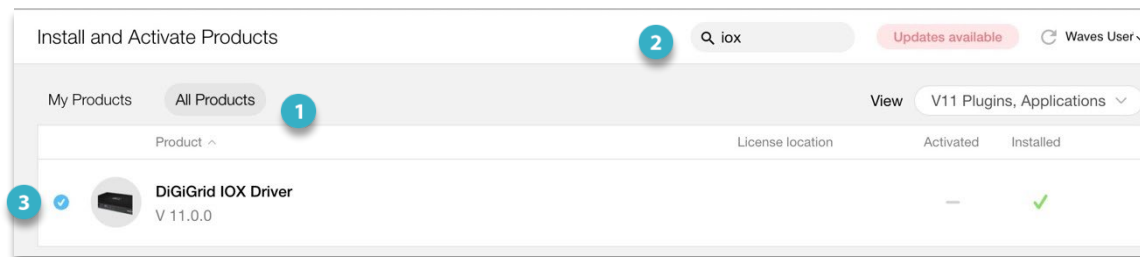 Install and Activate Products
2
iox
Updates available
Waves User
My Products
All Products
1
View
V11 Plugins, Applications
Product
License location
Activated
Installed
3
DiGiGrid IOX Driver
V 11.0.0